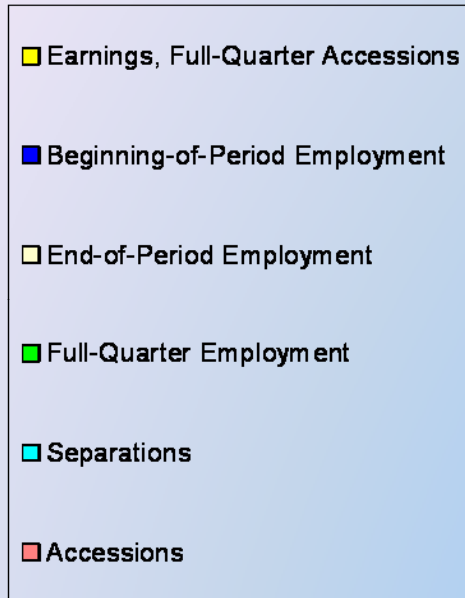 Earnings, Full-Quarter Accessions
Beginning-of-Period Employment
End-of-Period Employment
Full-Quarter Employment
Separations
Accessions